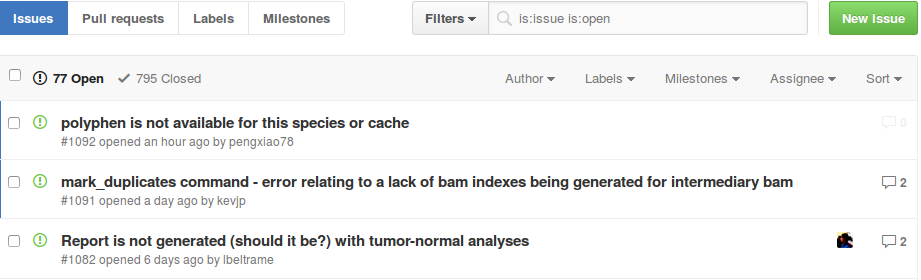 Issues Pull requests Labels Milestones Filters is:issue is:open New issue
77 Open 795 Closed Author Labels Milestones Assignee Sort
polyphen is not available for this species or cache 0
#1092 opened an hour ago by pengxiao78
mark_duplicates command - error relating to a lack of bam indexes being generated for intermediary bam 2
#1091 opened a day ago by kevjp
Report is not generated (should it be?) with tumor-normal analyses 2
#1082 opened 6 days ago by lbeltrame